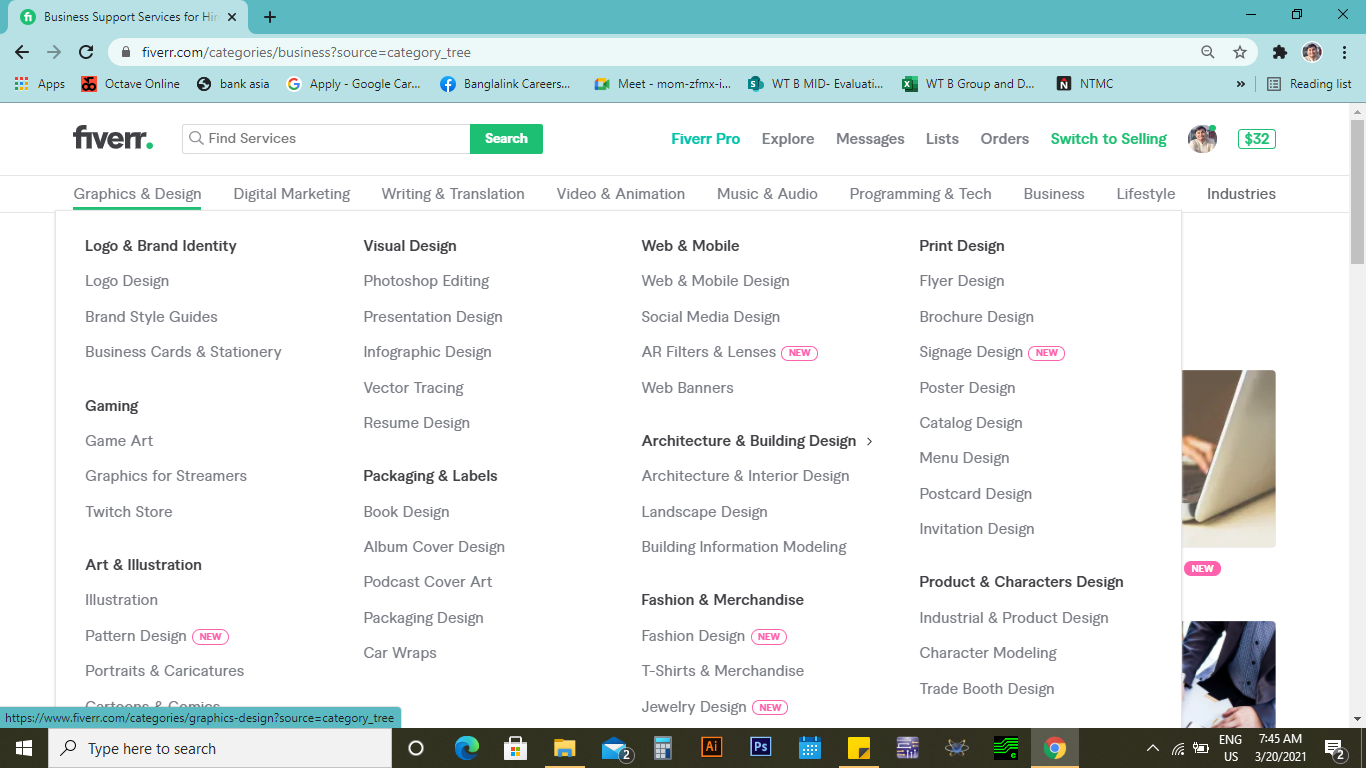 Business Support Services for Hir
fiverr.com/categories/business?source=category_tree
Apps
Octave Online
bank asia
Apply - Google Car...
Banglalink Careers...
Meet - mom-zfmx-t...
WT B MID- Evaluati...
WT B Group and D...
NTMC
»
Reading list
fiverr.
Find Services
Search
Fiverr Pro
Explore
Messages
Lists
Orders
Switch to Selling
$32
Graphics & Design
Digital Marketing
Writing & Translation
Video & Animation
Music & Audio
Programming & Tech
Business
Lifestyle
Industries
Logo & Brand Identity
Logo Design
Brand Style Guides
Business Cards & Stationery
Gaming
Game Art
Graphics for Streamers
Twitch Store
Art & Illustration
Illustration
Pattern Design NEW
Portraits & Caricatures
Cartoons & Comics
Visual Design
Photoshop Editing
Presentation Design
Infographic Design
Vector Tracing
Resume Design
Packaging & Labels
Book Design
Album Cover Design
Podcast Cover Art
Packaging Design
Car Wraps
Web & Mobile
Web & Mobile Design
Social Media Design
AR Filters & Lenses NEW
Web Banners
Architecture & Building Design >
Architecture & Interior Design
Landscape Design
Building Information Modeling
Fashion & Merchandise
Fashion Design NEW
T-Shirts & Merchandise
Jewelry Design NEW
Print Design
Flyer Design
Brochure Design
Signage Design NEW
Poster Design
Catalog Design
Menu Design
Postcard Design
Invitation Design
Product & Characters Design
Industrial & Product Design
Character Modeling
Trade Booth Design
NEW
https://www.fiverr.com/categories/graphics-design?source=category_tree
Type here to search
2
Ai
Ps
ENG
US
7:45 AM
3/20/2021
2